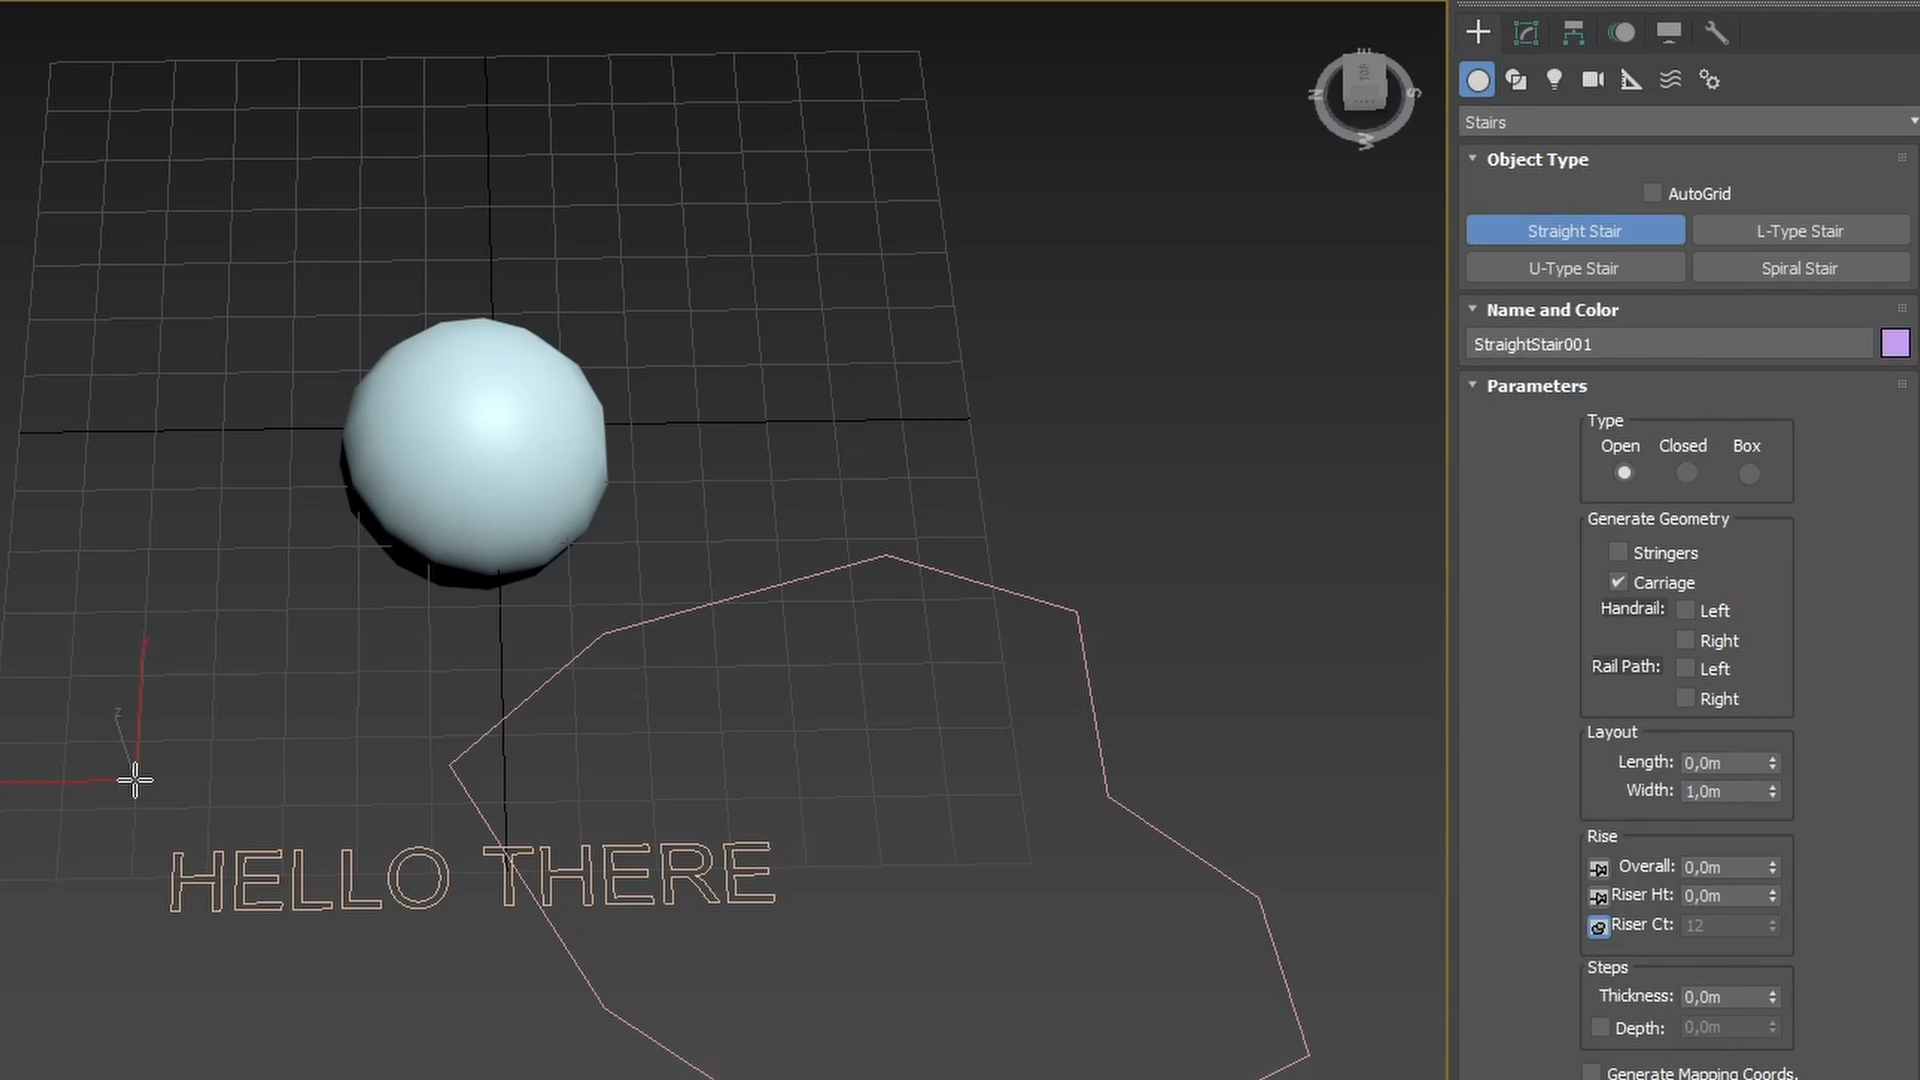 TOP
N
S
W
Z
HELLO THERE
Stairs
Object Type
AutoGrid
Straight Stair
L-Type Stair
U-Type Stair
Spiral Stair
Name and Color
StraightStair001
Parameters
Type
Open Closed Box
Generate Geometry
Stringers
Carriage
Handrail: Left
Right
Rail Path: Left
Right
Layout
Length: 0,0m
Width: 1,0m
Rise
Overall: 0,0m
Riser Ht: 0,0m
Riser Ct: 12
Steps
Thickness: 0,0m
Depth: 0,0m
Generate Mapping Coords.